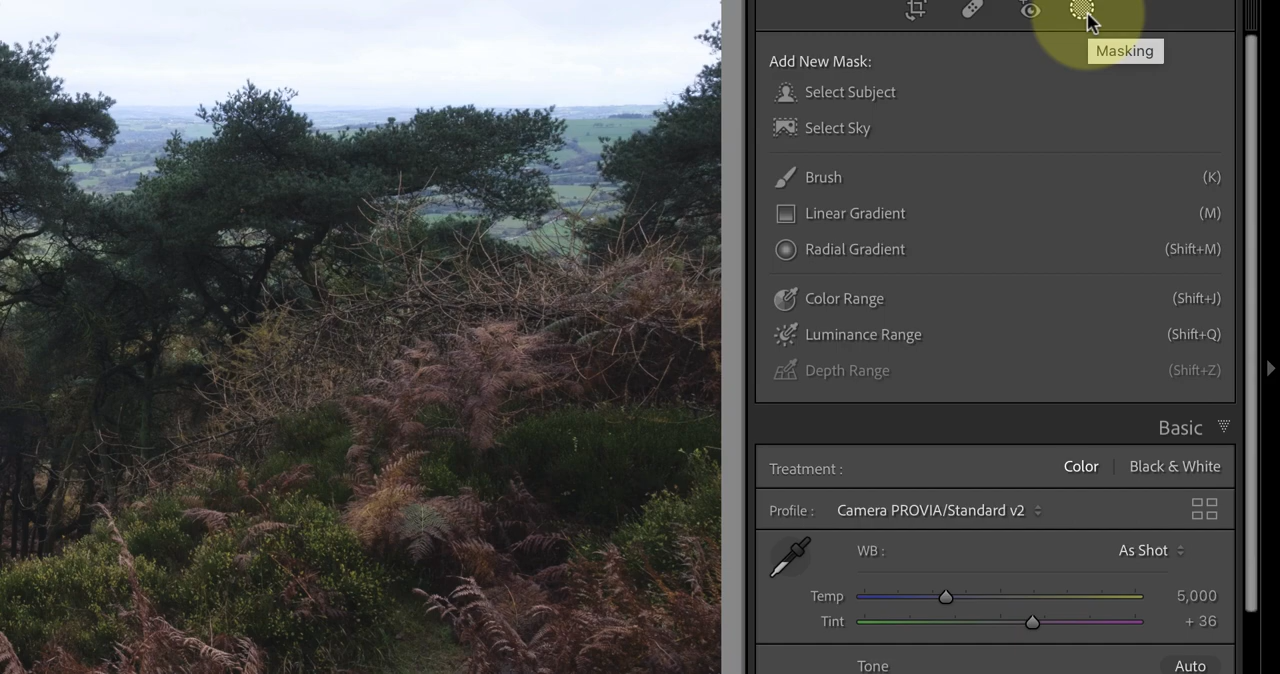 Masking
Add New Mask:
Select Subject
Select Sky
Brush (K)
Linear Gradient (M)
Radial Gradient (Shift+M)
Color Range (Shift+J)
Luminance Range (Shift+Q)
Depth Range (Shift+Z)
Basic
Treatment : Color Black & White
Profile : Camera PROVIA/Standard v2
WB : As Shot
Temp 5,000
Tint + 36
Tone Auto